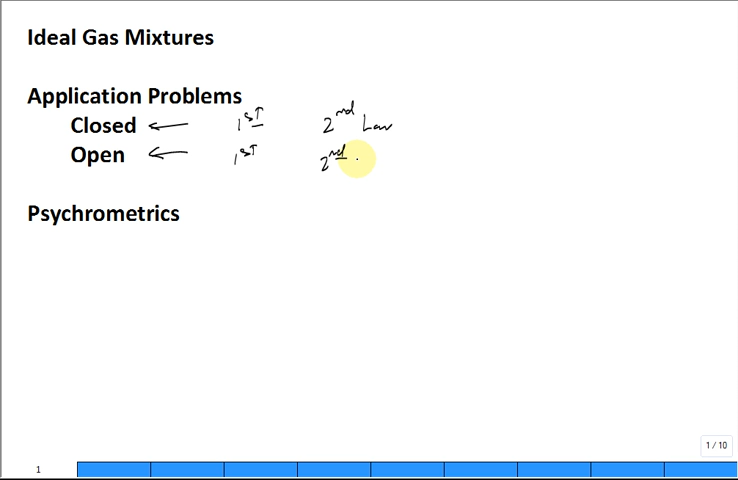 Ideal Gas Mixtures
Application Problems
Closed ← 1ST 2nd Law
Open ← 1ST 2nd .
Psychrometrics
1 / 10
1